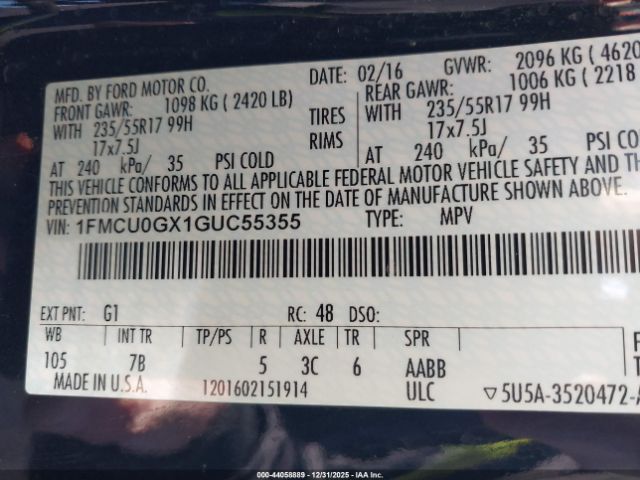 MFD. BY FORD MOTOR CO. DATE: 02/16 GVWR: 2096 KG ( 4620
FRONT GAWR: 1098 KG ( 2420 LB) REAR GAWR: 1006 KG ( 2218
WITH 235/55R17 99H TIRES WITH 235/55R17 99H
17x7.5J RIMS 17x7.5J
AT 240 kPa/ 35 PSI COLD AT 240 kPa/ 35 PSI COL
THIS VEHICLE CONFORMS TO ALL APPLICABLE FEDERAL MOTOR VEHICLE SAFETY AND THE
PREVENTION STANDARDS IN EFFECT ON THE DATE OF MANUFACTURE SHOWN ABOVE.
VIN: 1FMCU0GX1GUC55355 TYPE: MPV
EXT PNT: G1 RC: 48 DSO:
WB INT TR TP/PS R AXLE TR SPR
105 7B 5 3C 6 AABB
MADE IN U.S.A. 1201602151914 ULC ▽5U5A-3520472-A
000-44058889 - 12/31/2025 - IAA Inc.